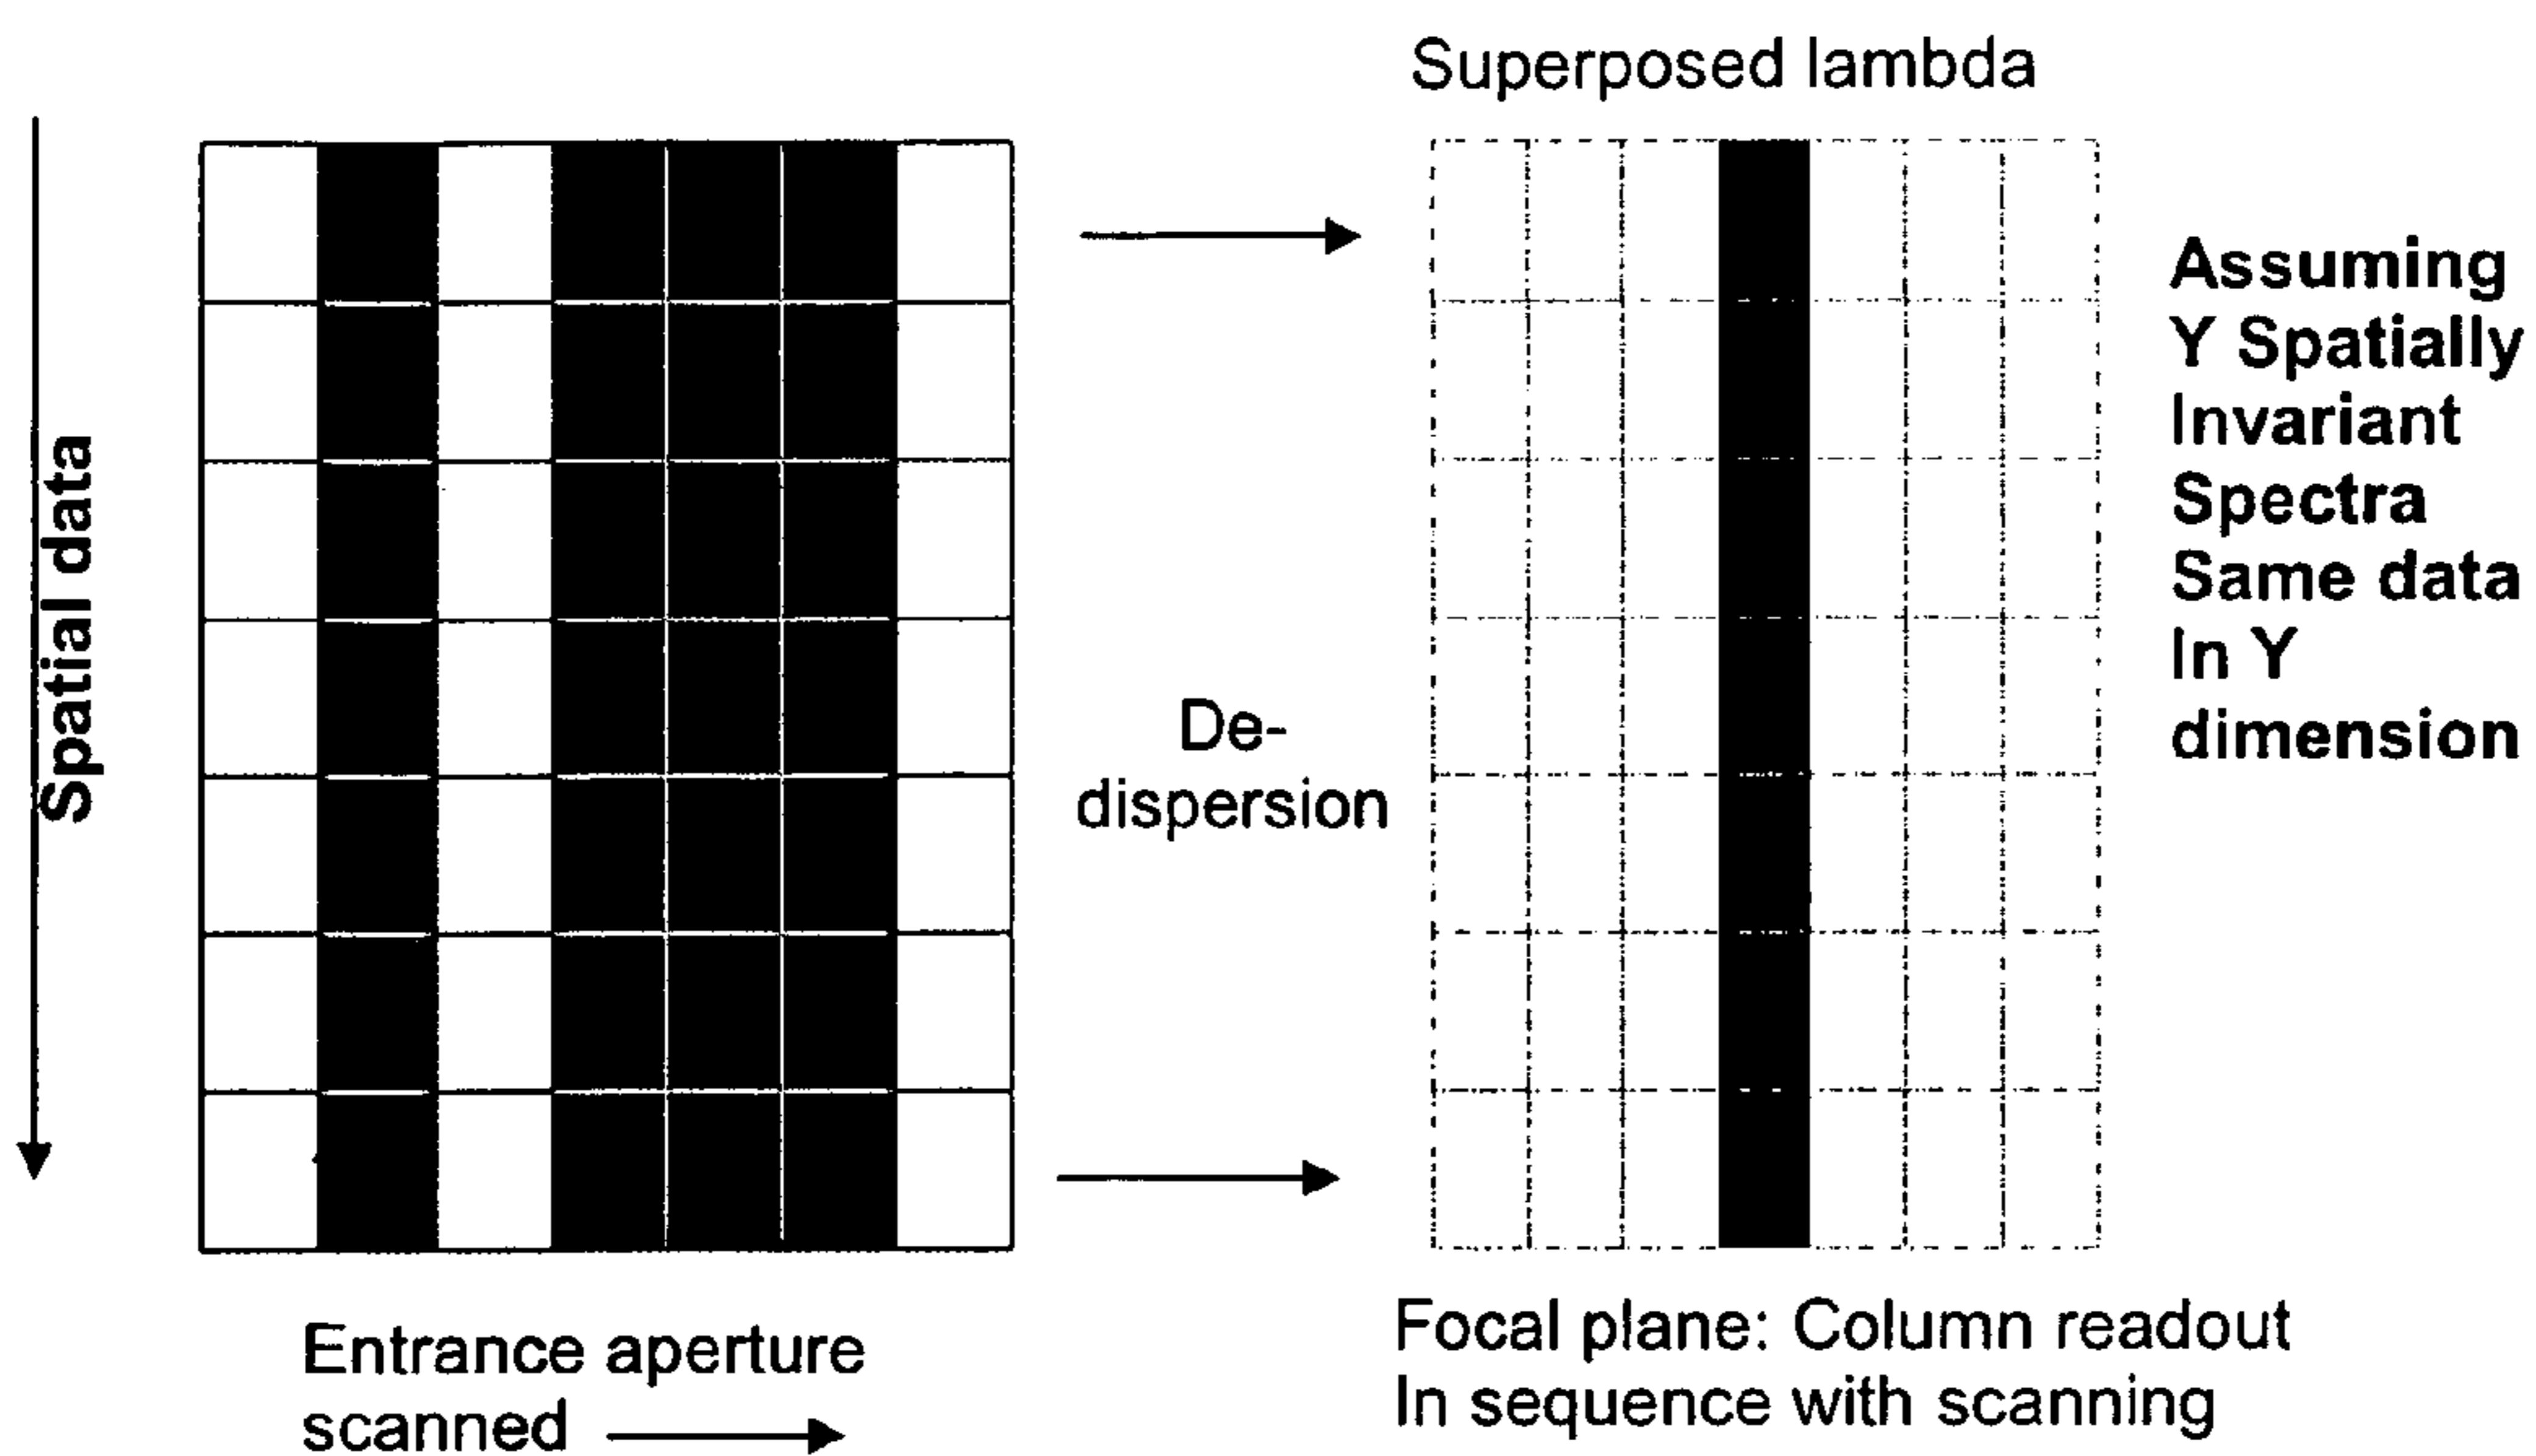 Superposed lambda
Spatial data
Assuming
Y Spatially
Invariant
Spectra
Same data
In Y
dimension
De-
dispersion
Entrance aperture
scanned
Focal plane: Column readout
In sequence with scanning